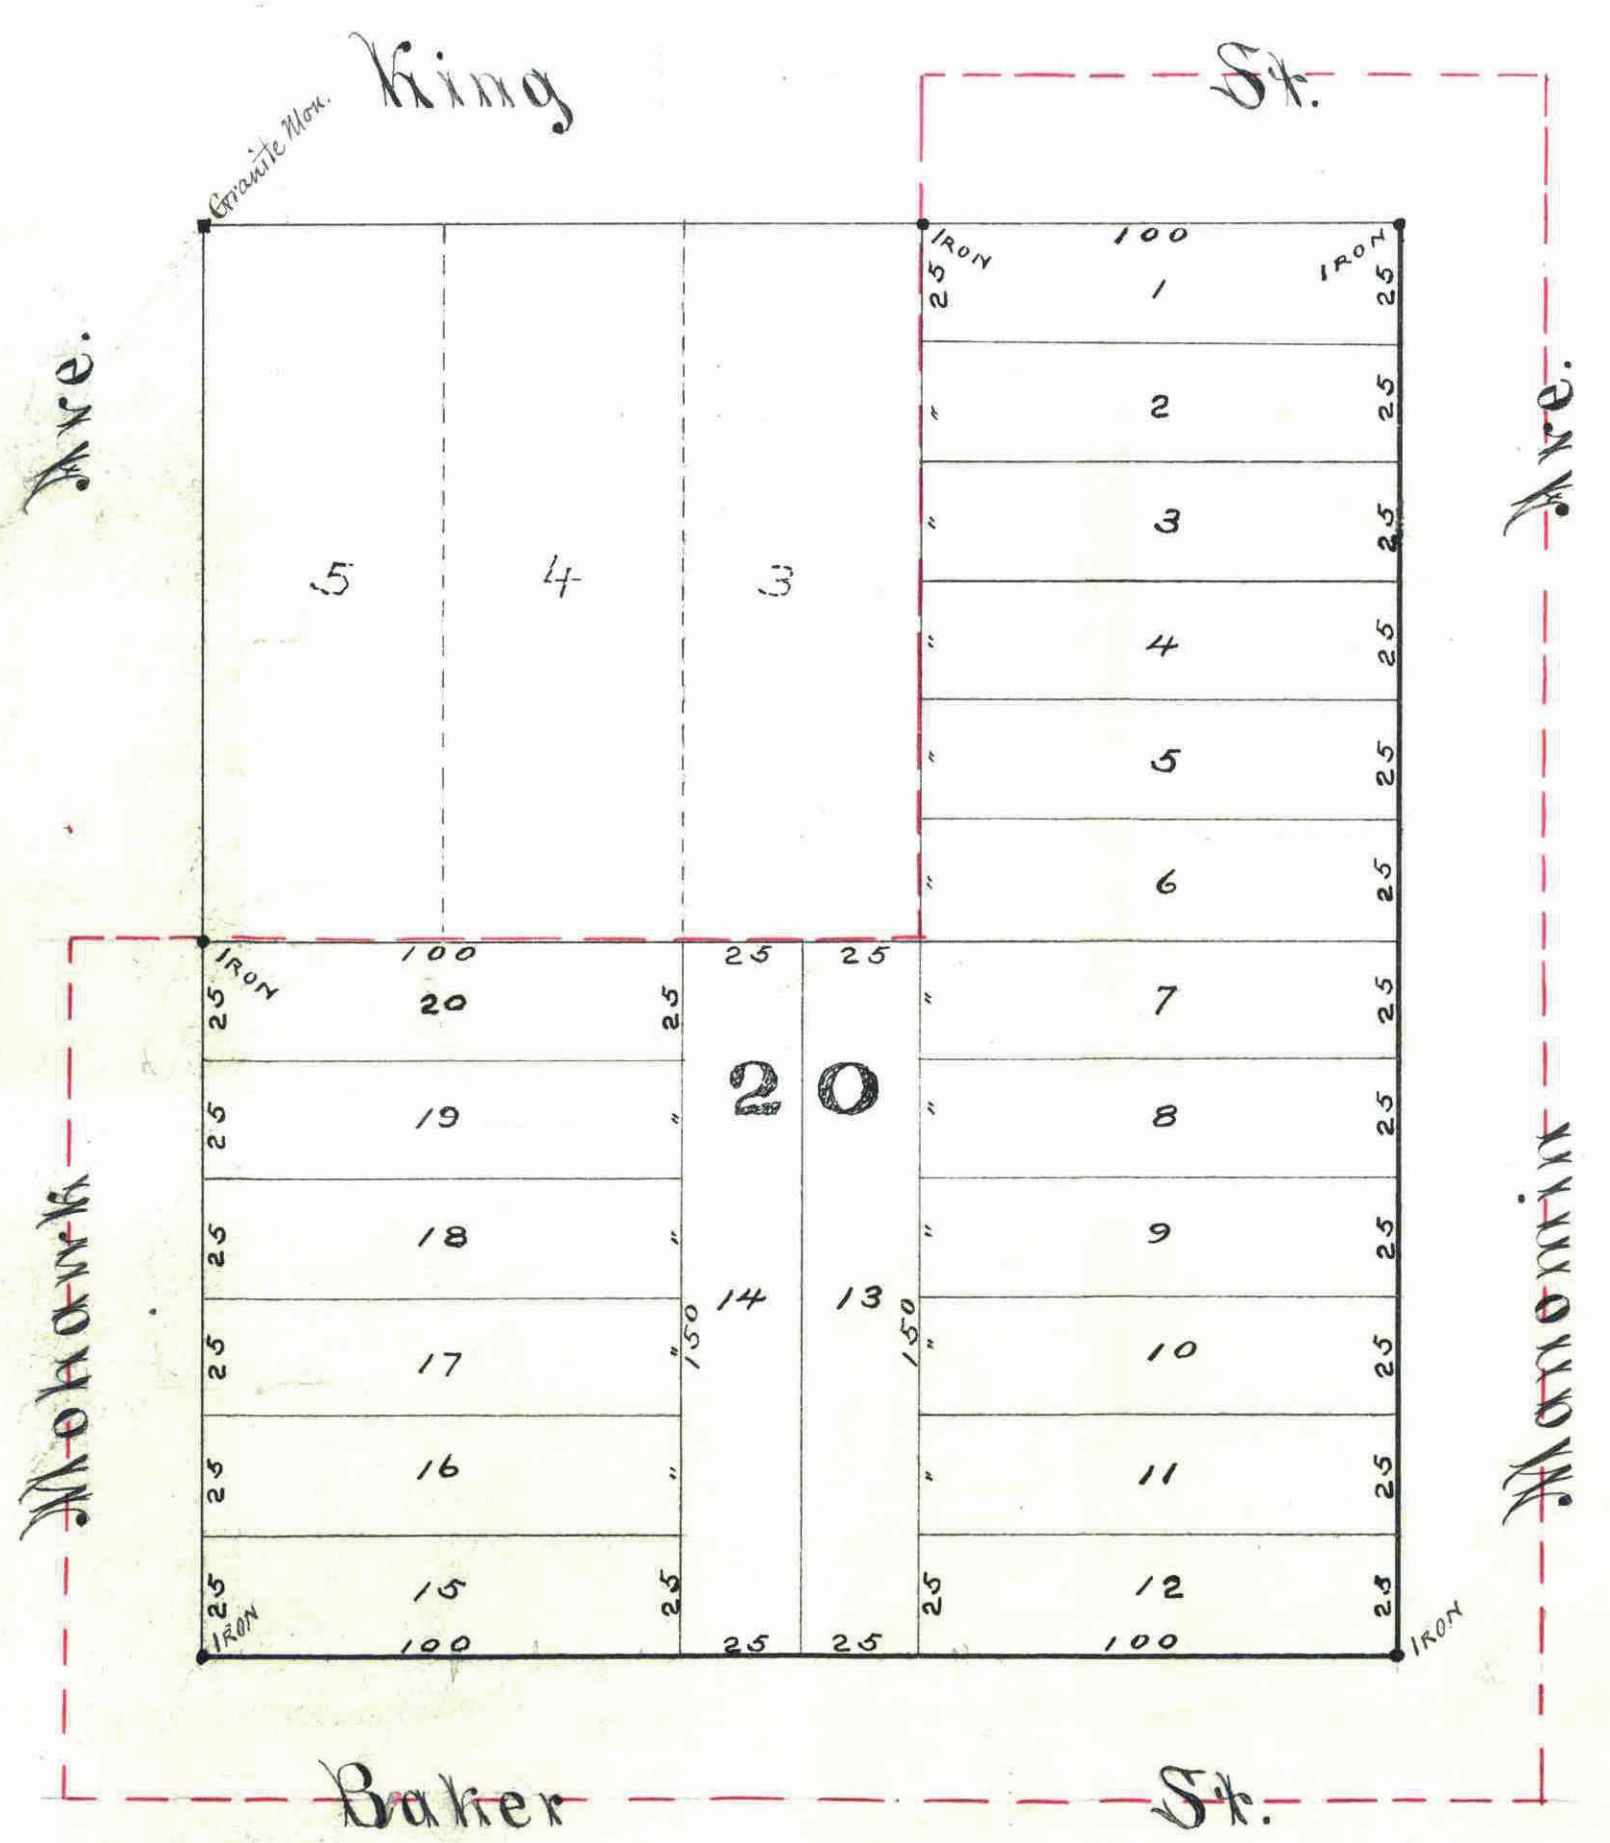 King St.
Granite Mon.
IRON 100 IRON
25 1 25
Ave. Ave.
" 2 25
" 3 25
5 4 3
" 4 25
" 5 25
" 6 25
IRON 100 25 25
25 20 25 " 7 25
20
25 19 " " 8 25
25 18 " " 9 25
14 13
150 150
25 17 " " 10 25
25 16 " " 11 25
25 15 25 25 12 25
IRON 100 25 25 100 IRON
Mohawk
Manomin
Baker St.